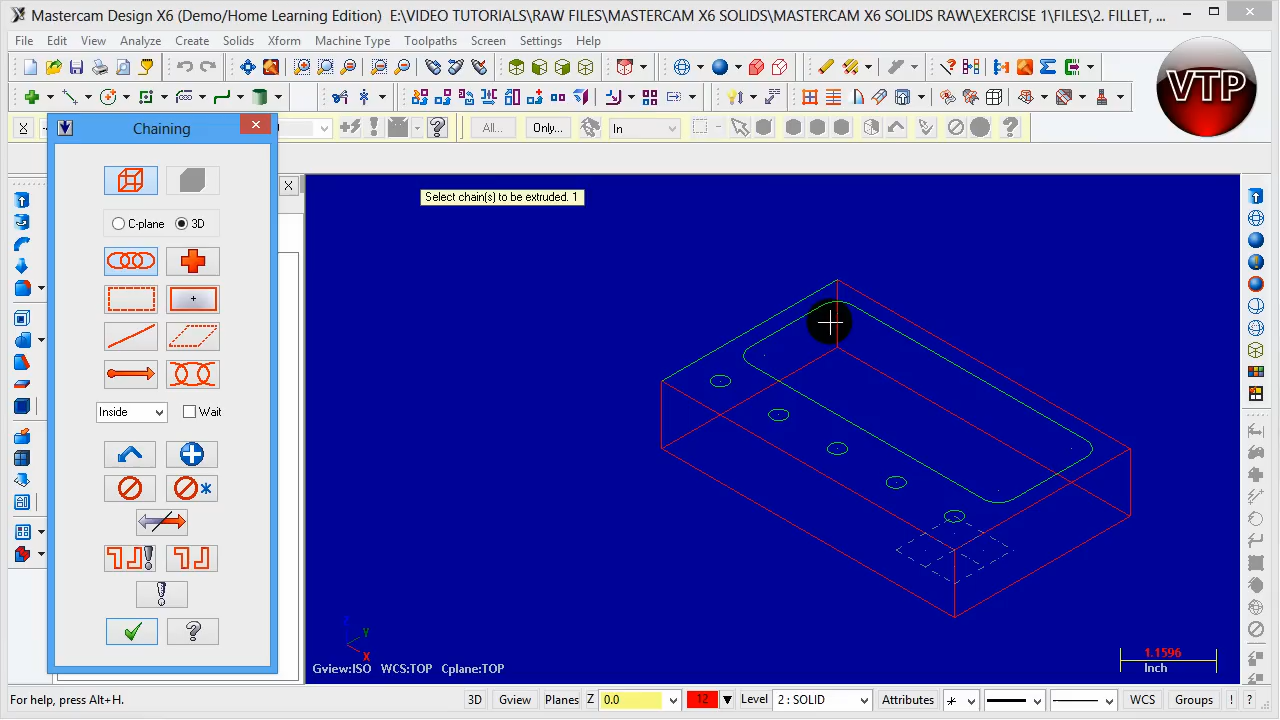 Mastercam Design X6 (Demo/Home Learning Edition) E:\VIDEO TUTORIALS\RAW FILES\MASTERCAM X6 SOLIDS\MASTERCAM X6 SOLIDS RAW\EXERCISE 1\FILES\2. FILLET, ...
File Edit View Analyze Create Solids Xform Machine Type Toolpaths Screen Settings Help
VTP
Chaining
All... Only... In
Select chain(s) to be extruded. 1
C-plane 3D
Inside Wait
Z
Y
X
Gview:ISO WCS:TOP Cplane:TOP
1.1596
Inch
For help, press Alt+H. 3D Gview Planes Z 0.0 12 Level 2 : SOLID Attributes WCS Groups ! ?